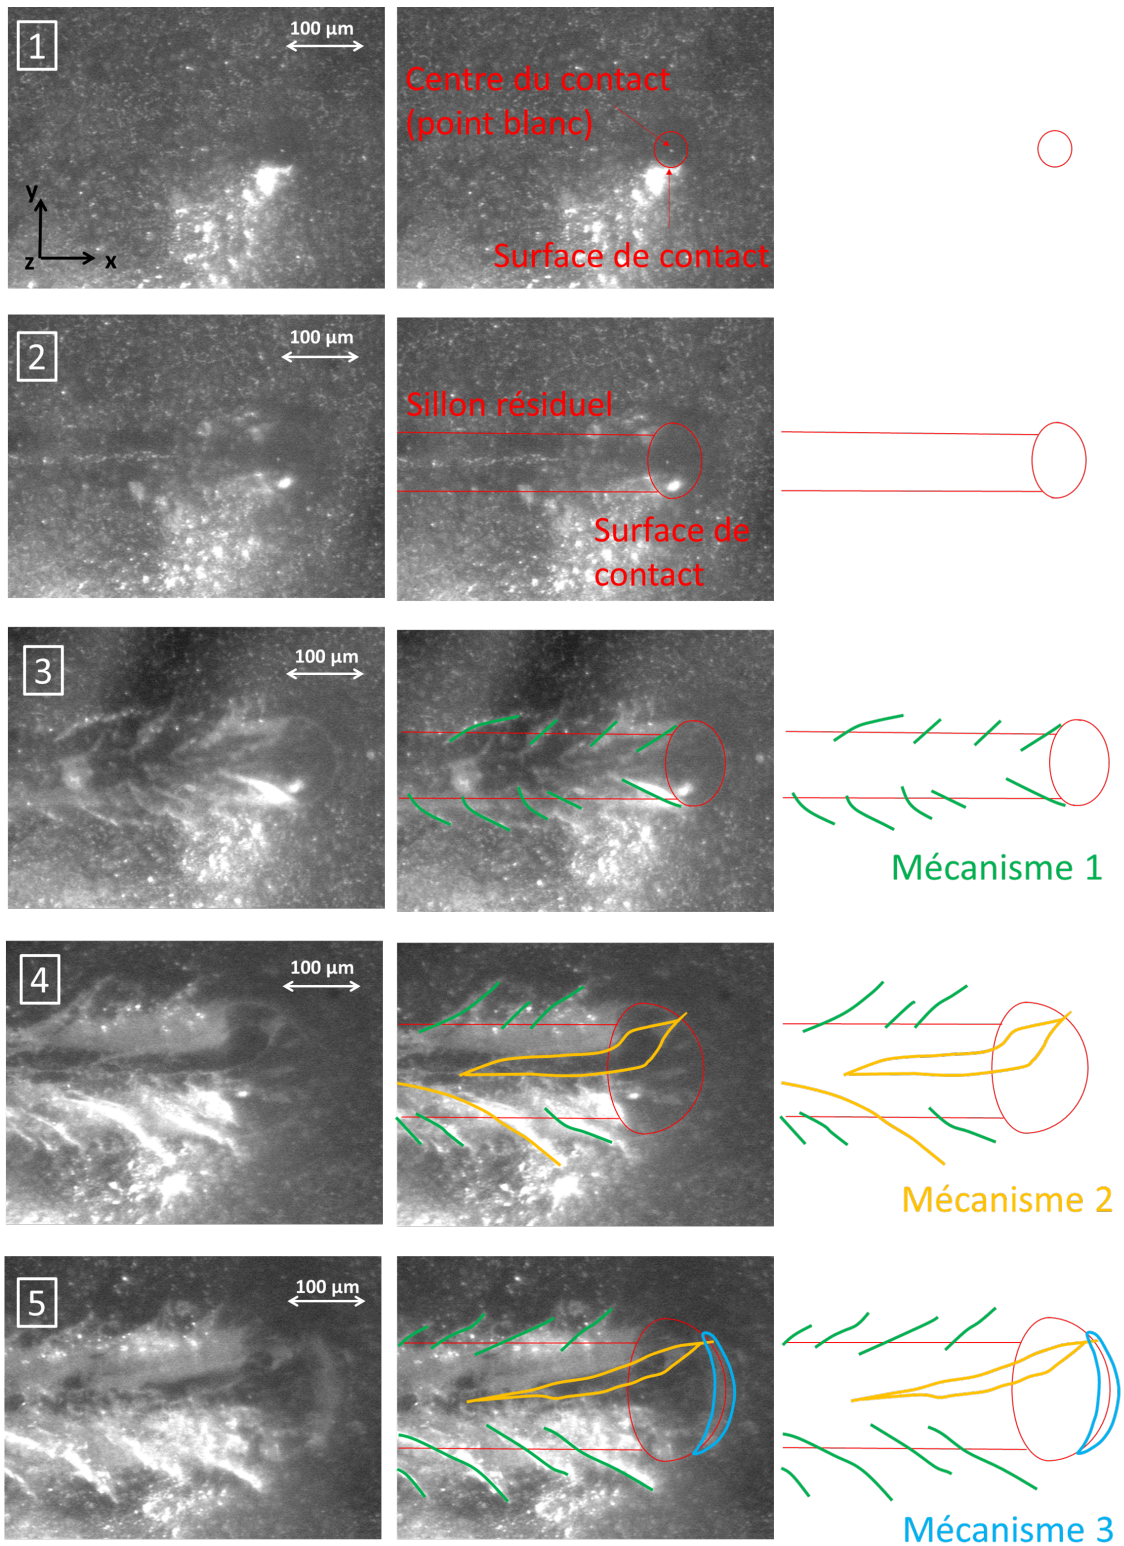 1
100 µm
y
z
x
Centre du contact
(point blanc)
Surface de contact
2
100 µm
Sillon résiduel
Surface de
contact
3
100 µm
Mécanisme 1
4
100 µm
Mécanisme 2
5
100 µm
Mécanisme 3